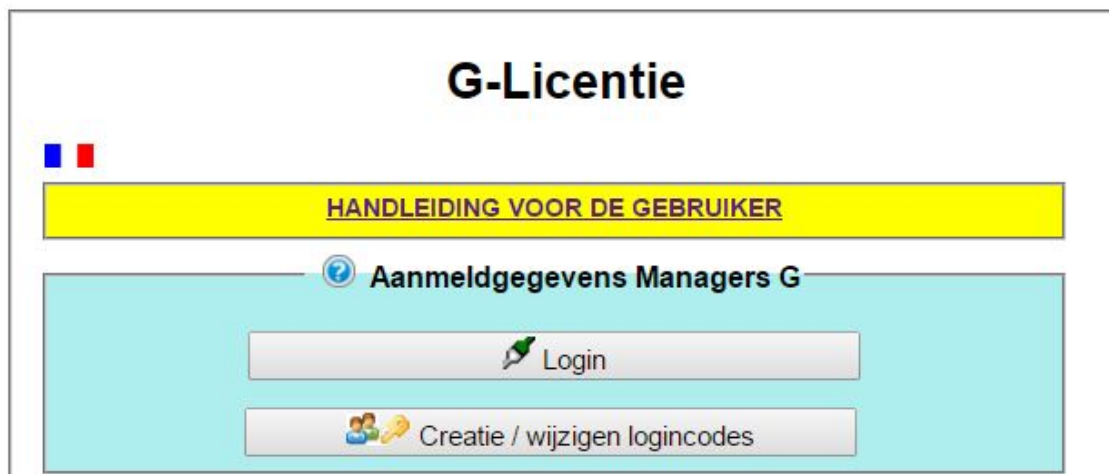 G-Licentie
HANDLEIDING VOOR DE GEBRUIKER
Aanmeldgegevens Managers G
Login
Creatie / wijzigen logincodes